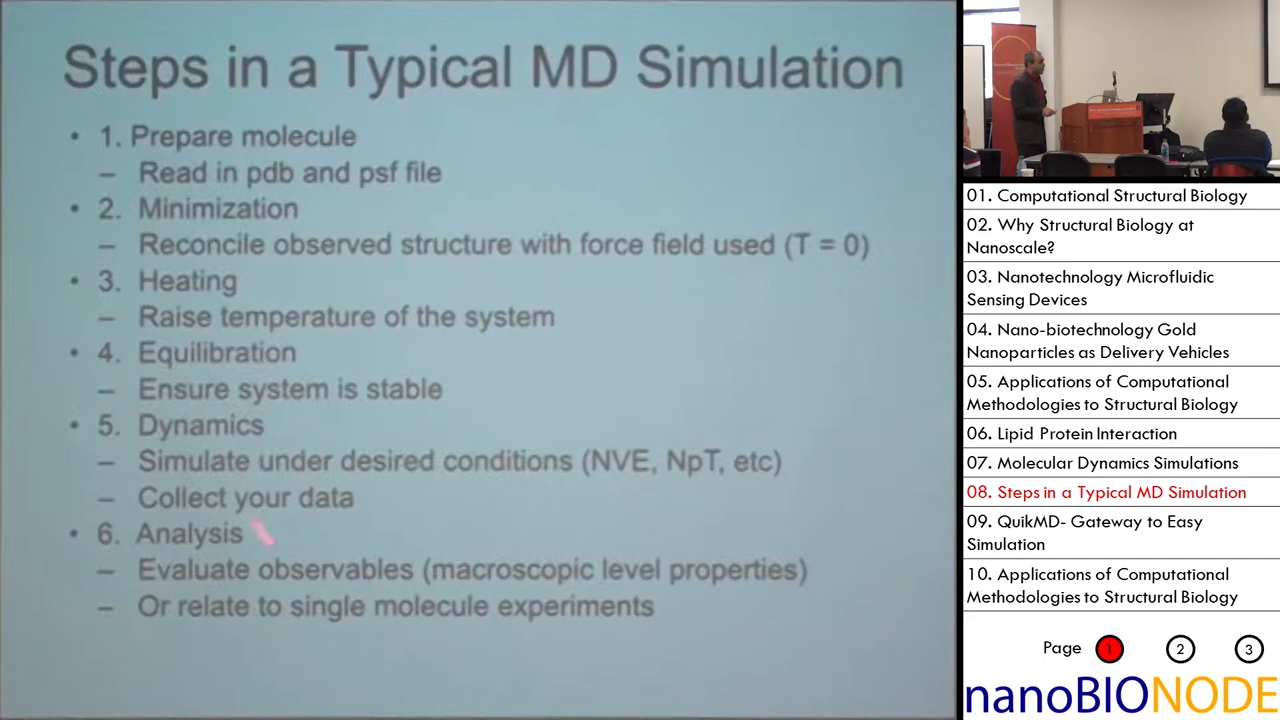 Steps in a Typical MD Simulation
• 1. Prepare molecule
– Read in pdb and psf file
• 2. Minimization
– Reconcile observed structure with force field used (T = 0)
• 3. Heating
– Raise temperature of the system
• 4. Equilibration
– Ensure system is stable
• 5. Dynamics
– Simulate under desired conditions (NVE, NpT, etc)
– Collect your data
• 6. Analysis
– Evaluate observables (macroscopic level properties)
– Or relate to single molecule experiments
01. Computational Structural Biology
02. Why Structural Biology at
Nanoscale?
03. Nanotechnology Microfluidic
Sensing Devices
04. Nano-biotechnology Gold
Nanoparticles as Delivery Vehicles
05. Applications of Computational
Methodologies to Structural Biology
06. Lipid Protein Interaction
07. Molecular Dynamics Simulations
08. Steps in a Typical MD Simulation
09. QuikMD- Gateway to Easy
Simulation
10. Applications of Computational
Methodologies to Structural Biology
Page 1 2 3
nanoBIONODE